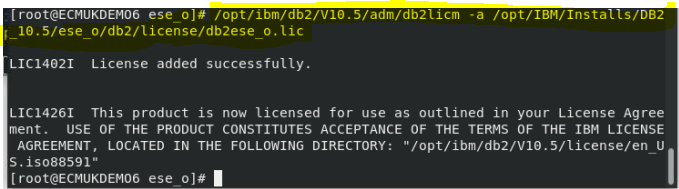 [root@ECMUKDEMO6 ese_o]# /opt/ibm/db2/V10.5/adm/db2licm -a /opt/IBM/Installs/DB2
_10.5/ese_o/db2/license/db2ese_o.lic
LIC1402I  License added successfully.
LIC1426I  This product is now licensed for use as outlined in your License Agree
ment.  USE OF THE PRODUCT CONSTITUTES ACCEPTANCE OF THE TERMS OF THE IBM LICENSE
 AGREEMENT, LOCATED IN THE FOLLOWING DIRECTORY: "/opt/ibm/db2/V10.5/license/en_U
S.iso88591"
[root@ECMUKDEMO6 ese_o]#